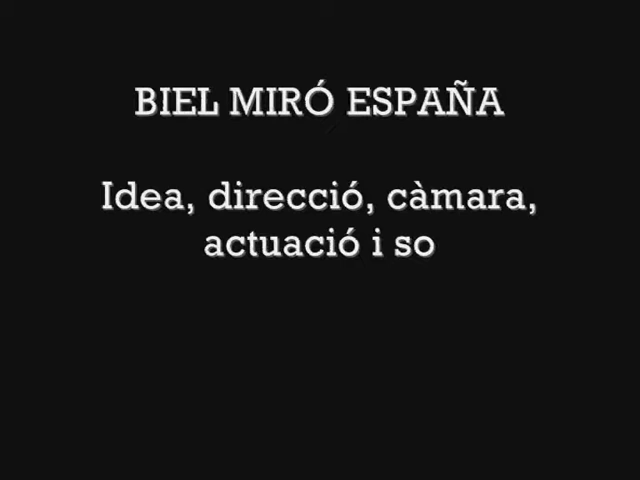 BIEL MIRÓ ESPAÑA
Idea, direcció, càmara,
actuació i so